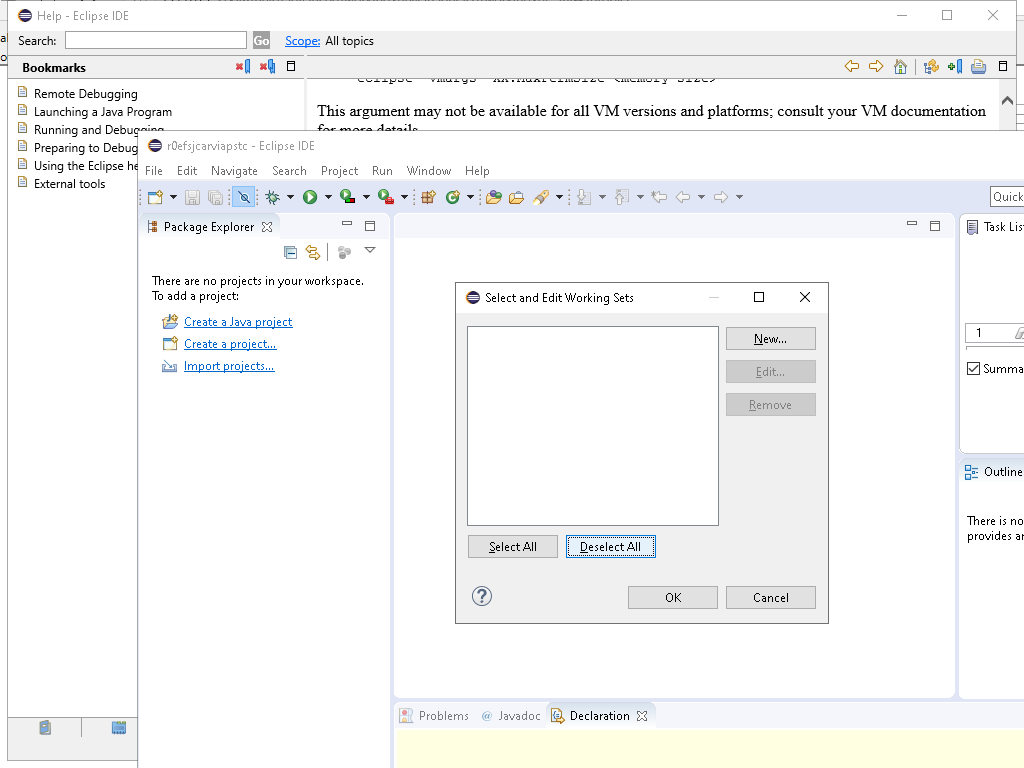 Help - Eclipse IDE
Search:
Go
Scope: All topics
Bookmarks
Remote Debugging
Launching a Java Program
Running and Debugging
Preparing to Debug
Using the Eclipse he
External tools
This argument may not be available for all VM versions and platforms; consult your VM documentation
for more details
r0efsjcarviapstc - Eclipse IDE
File Edit Navigate Search Project Run Window Help
Quick
Package Explorer
There are no projects in your workspace.
To add a project:
Create a Java project
Create a project...
Import projects...
Select and Edit Working Sets
New...
Edit...
Remove
Select All
Deselect All
OK
Cancel
Task List
1
Summa
Outline
There is no
provides an
Problems
@ Javadoc
Declaration